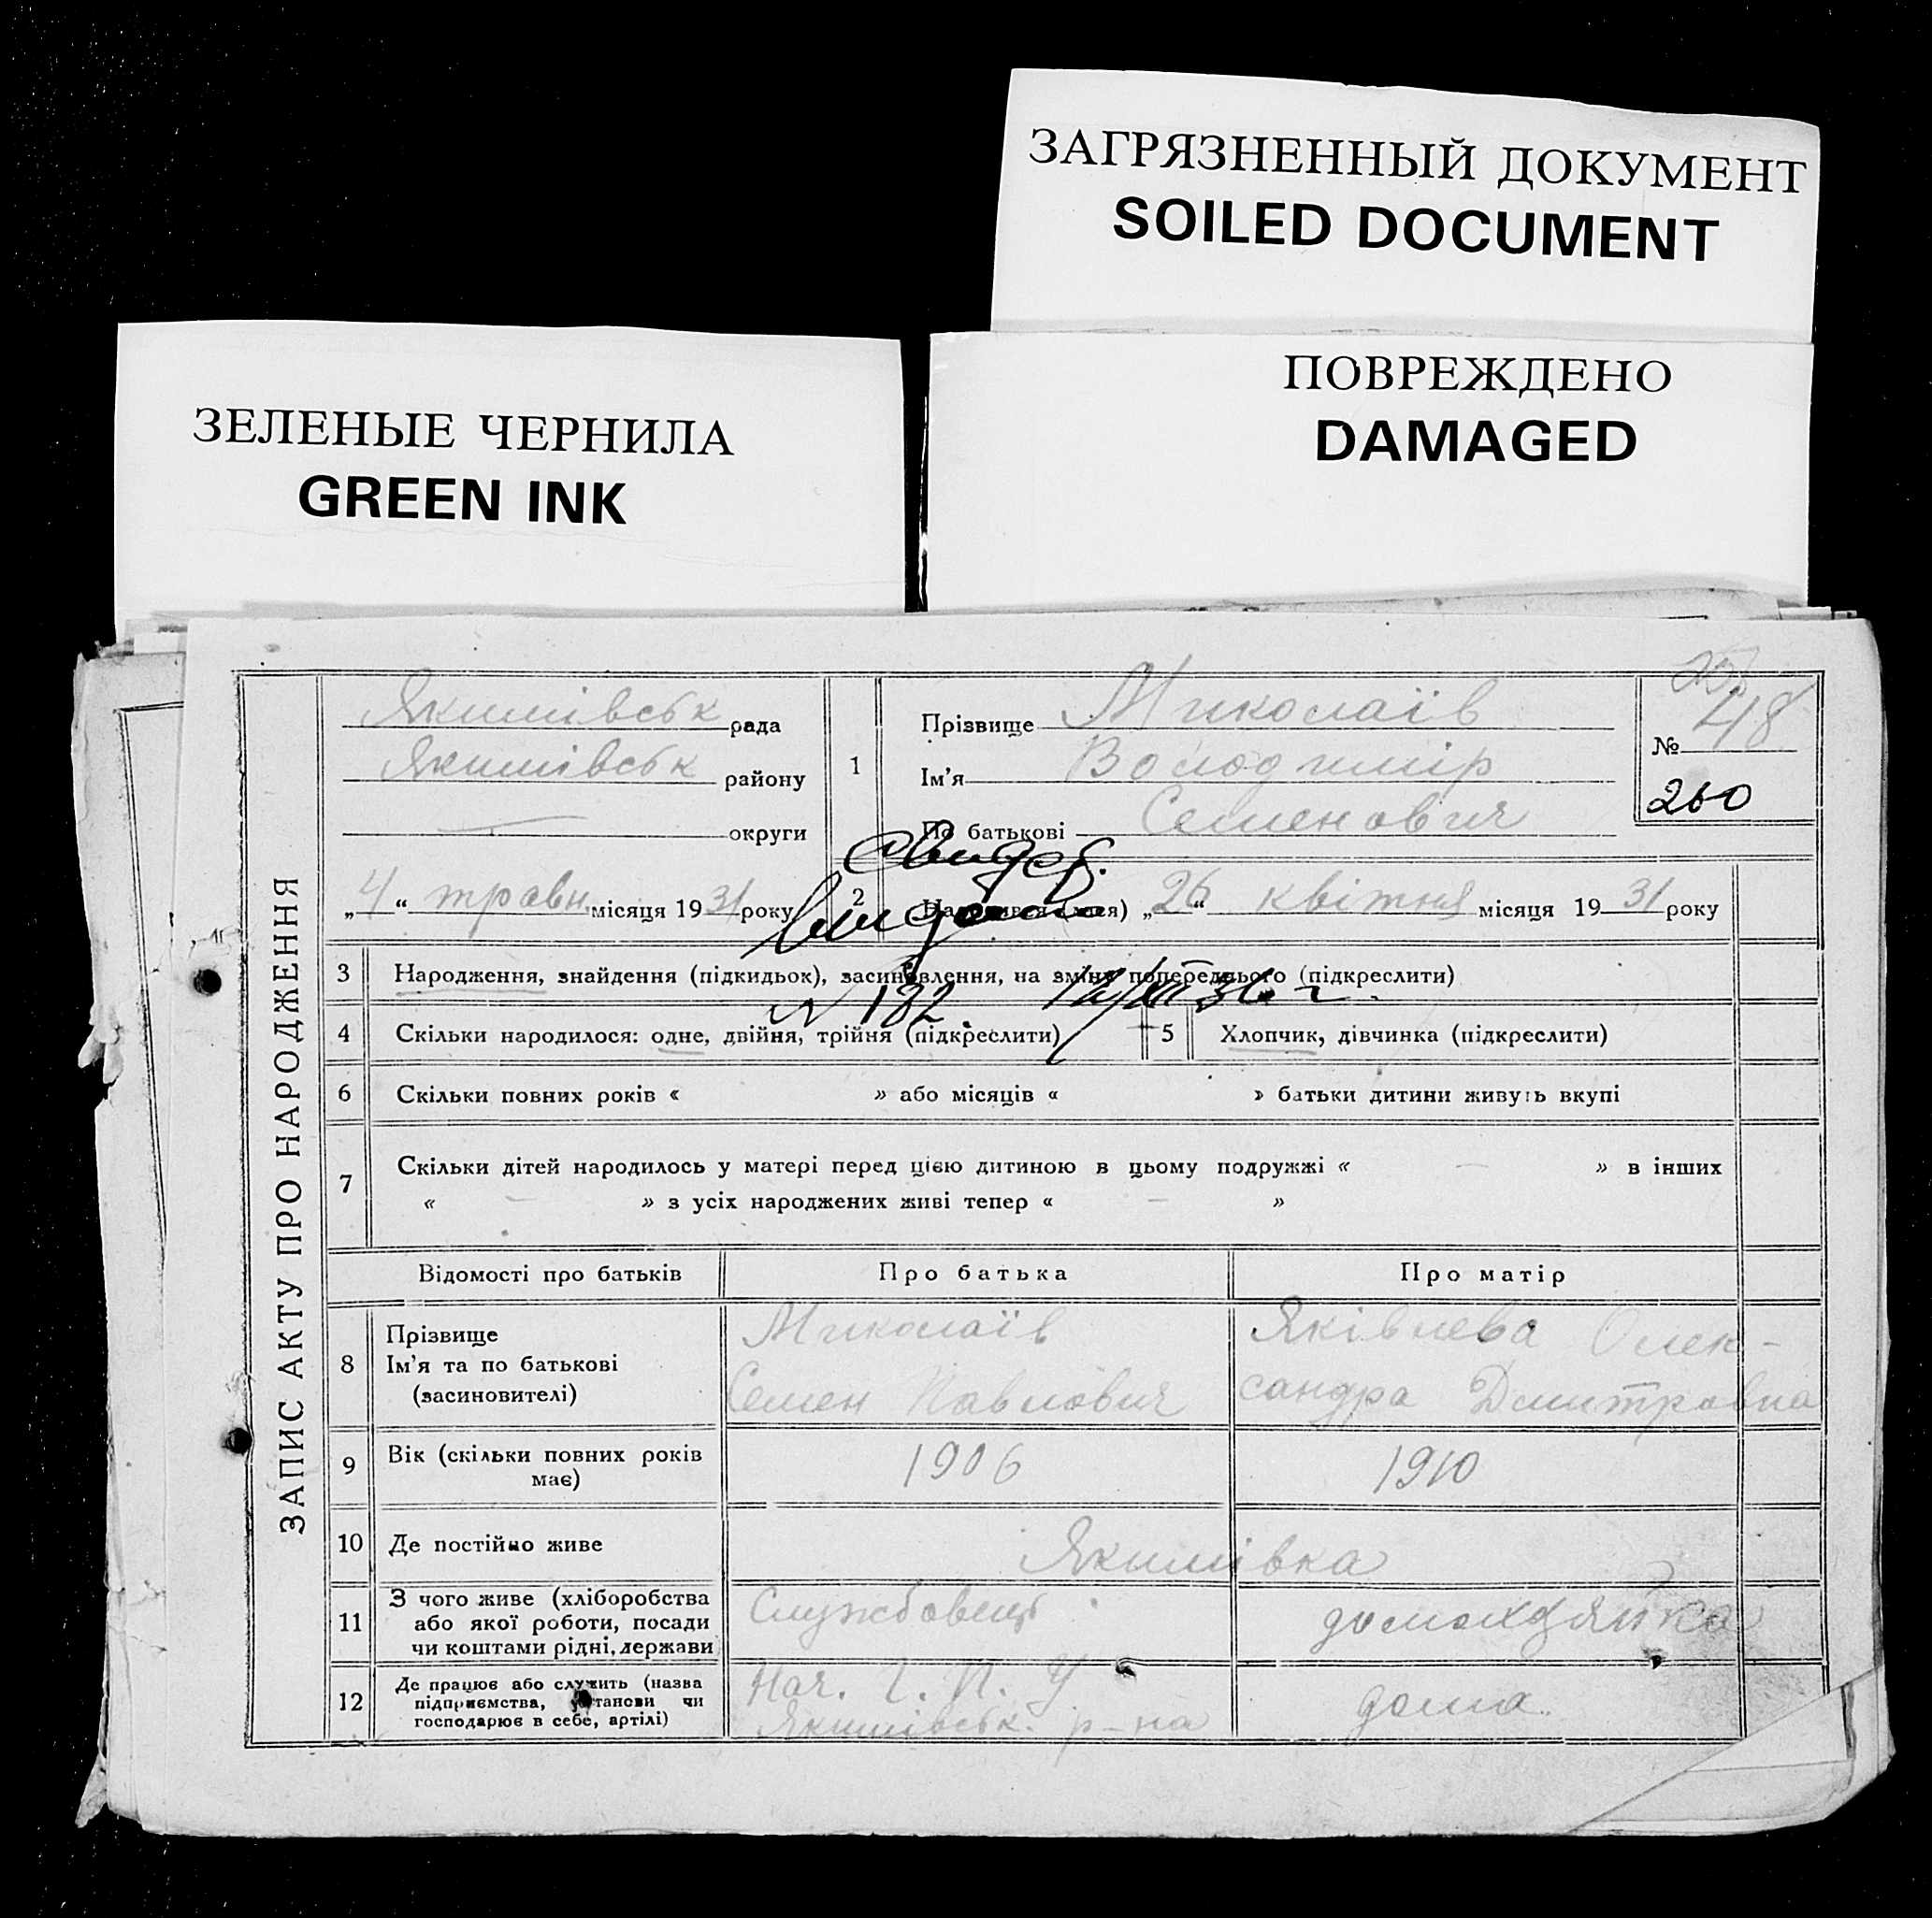 ЗАГРЯЗНЕННЫЙ ДОКУМЕНТ
SOILED DOCUMENT
ПОВРЕЖДЕНО
DAMAGED
ЗЕЛЕНЫЕ ЧЕРНИЛА
GREEN INK
ЗАПИС АКТУ ПРО НАРОДЖЕННЯ
Якимівськ рада
Якимівськ району
округи
„4“ травн місяця 1931 року
1
Прізвище Миколаїв
Ім'я Володимир
По батькові Семенович
№ 48
260
Свидет.
2 Народився (лася) „26“ квітня місяця 1931 року
3 Народження, знайдення (підкидьок), засиновлення, на зміну попереднього (підкреслити)
N 132
4 Скільки народилося: одне, двійня, трійня (підкреслити)
5 Хлопчик, дівчинка (підкреслити)
6 Скільки повних років « » або місяців « » батьки дитини живуть вкупі
7 Скільки дітей народилось у матері перед цією дитиною в цьому подружжі « — » в інших
« — » з усіх народжених живі тепер « — »
Відомості про батьків Про батька Про матір
8 Прізвище
Ім'я та по батькові
(засиновителі)
Миколаїв
Семен Павлович
Яківлева Олек-
сандра Дмитровна
9 Вік (скільки повних років
має)
1906
1910
10 Де постійно живе
Якимівка
11 З чого живе (хліборобства
або якої роботи, посади
чи коштами рідні, держави
Службовець
домохазяйка
12 Де працює або служить (назва
підприємства, установи чи
господарює в себе, артілі)
Нач. Г. П. У
Якимівськ. р-на
дома